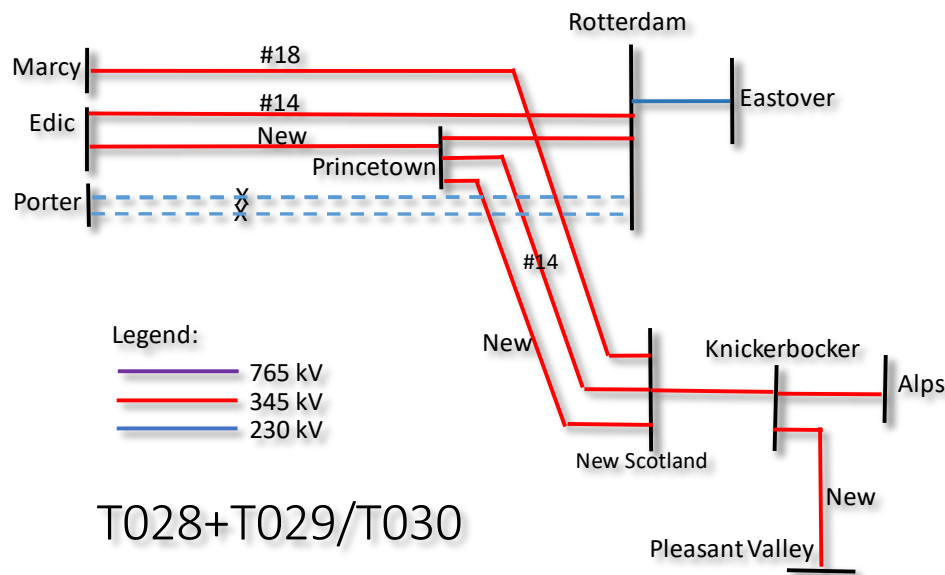 Rotterdam
#18
Marcy
Eastover
#14
Edic
New
Princetown
X
Porter
X
#14
Legend:
New
Knickerbocker
765 kV
Alps
345 kV
230 kV
New Scotland
New
T028+T029/T030
Pleasant Valley